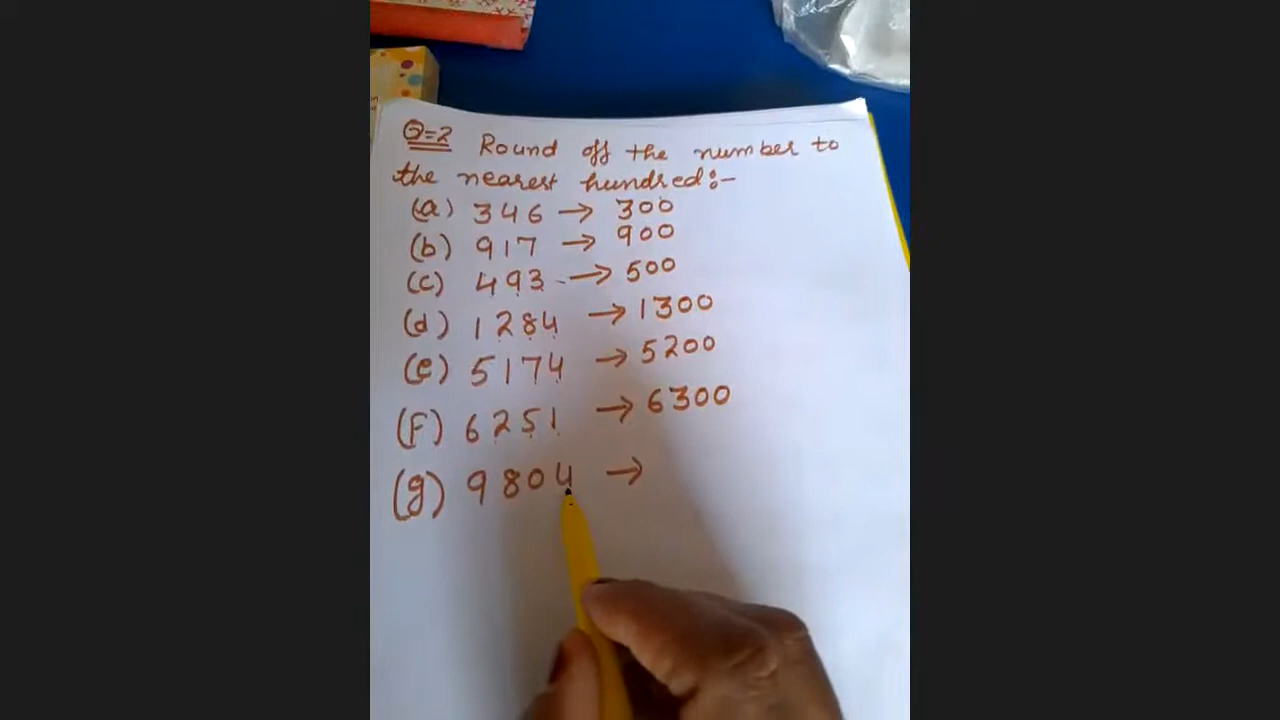 Q=2 Round off the number to
the nearest hundred:-
(a) 346 → 300
(b) 917 → 900
(c) 493 → 500
(d) 1284 → 1300
(e) 5174 → 5200
(F) 6251 → 6300
(g) 9804 →